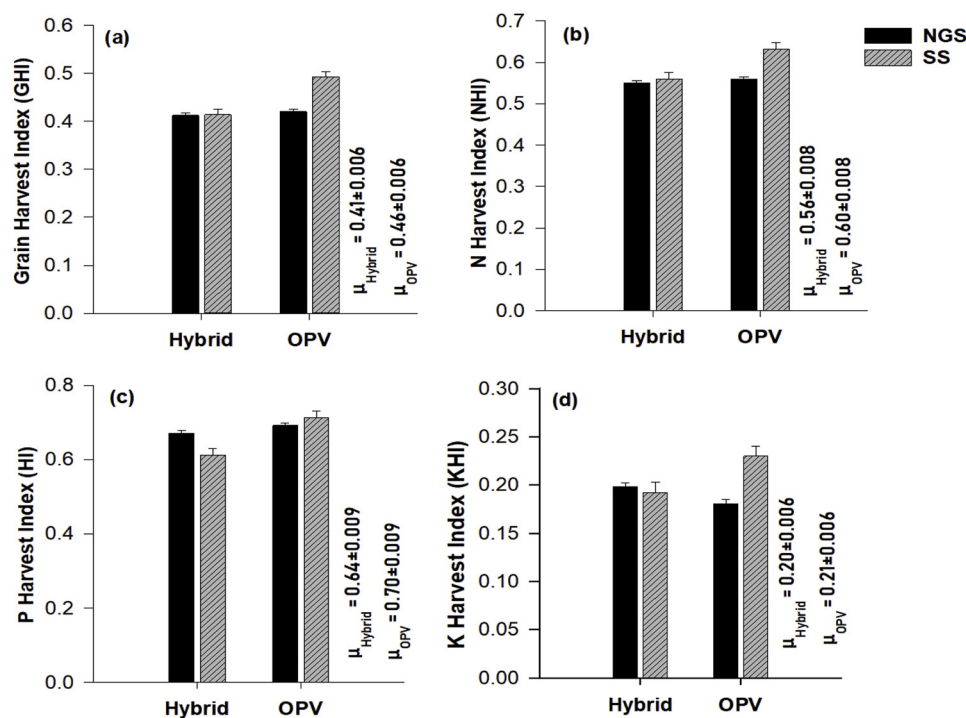 (a)
Grain Harvest Index (GHI)
0.6
0.5
0.4
0.3
0.2
0.1
0.0
Hybrid OPV
μHybrid = 0.41±0.006
μOPV = 0.46±0.006
(b)
N Harvest Index (NHI)
0.7
0.6
0.5
0.4
0.3
0.2
0.1
0.0
Hybrid OPV
μHybrid = 0.56±0.008
μOPV = 0.60±0.008
NGS
SS
(c)
P Harvest Index (HI)
0.8
0.6
0.4
0.2
0.0
Hybrid OPV
μHybrid = 0.64±0.009
μOPV = 0.70±0.009
(d)
K Harvest Index (KHI)
0.30
0.25
0.20
0.15
0.10
0.05
0.00
Hybrid OPV
μHybrid = 0.20±0.006
μOPV = 0.21±0.006